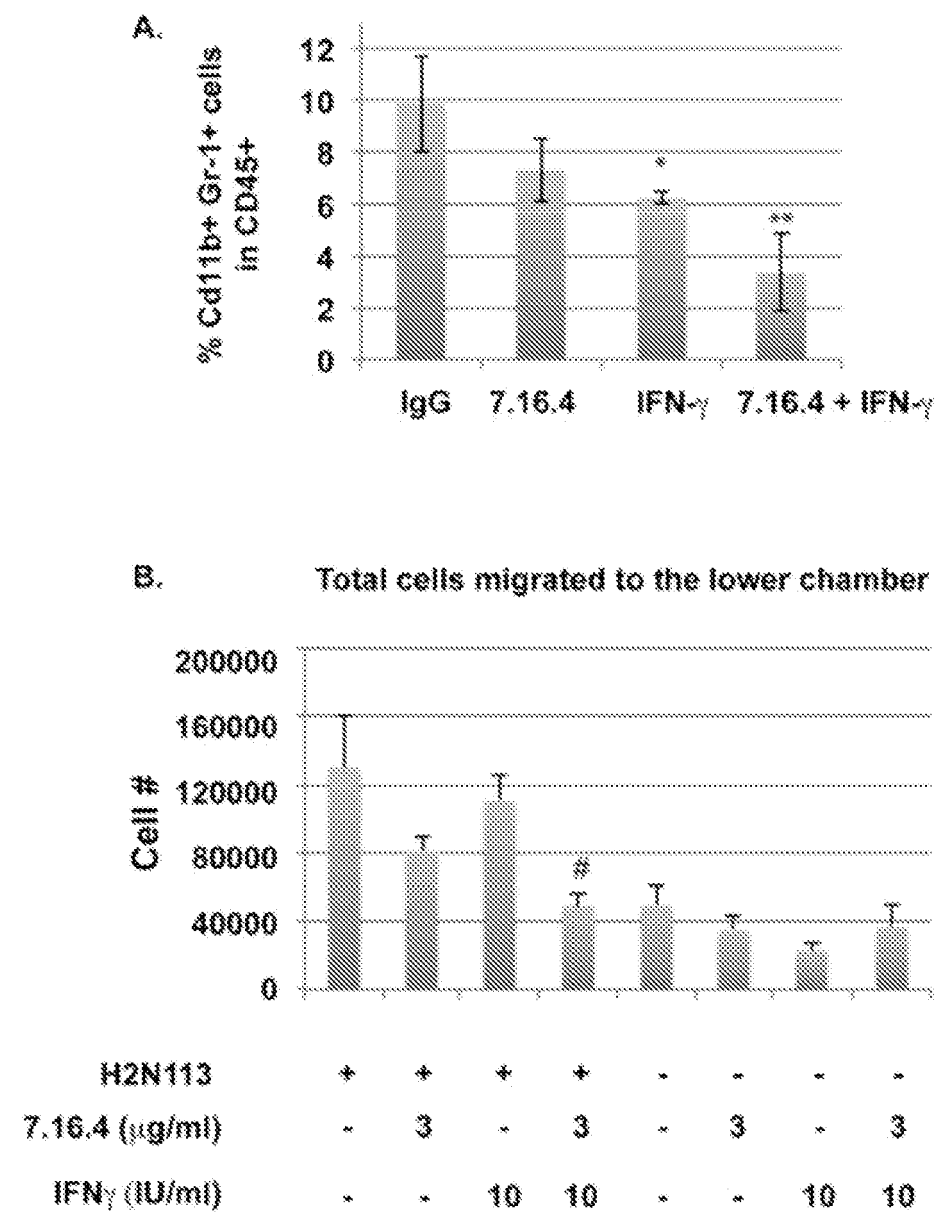 A.
% Cd11b+ Gr-1+ cells
in CD45+
12
10
8
6
4
2
0
*
**
IgG 7.16.4 IFN-γ 7.16.4 + IFN-γ
B. Total cells migrated to the lower chamber
Cell #
200000
160000
120000
80000
40000
0
#
H2N113 + + + + - - - -
7.16.4 (μg/ml) - 3 - 3 - 3 - 3
IFNγ (IU/ml) - - 10 10 - - 10 10